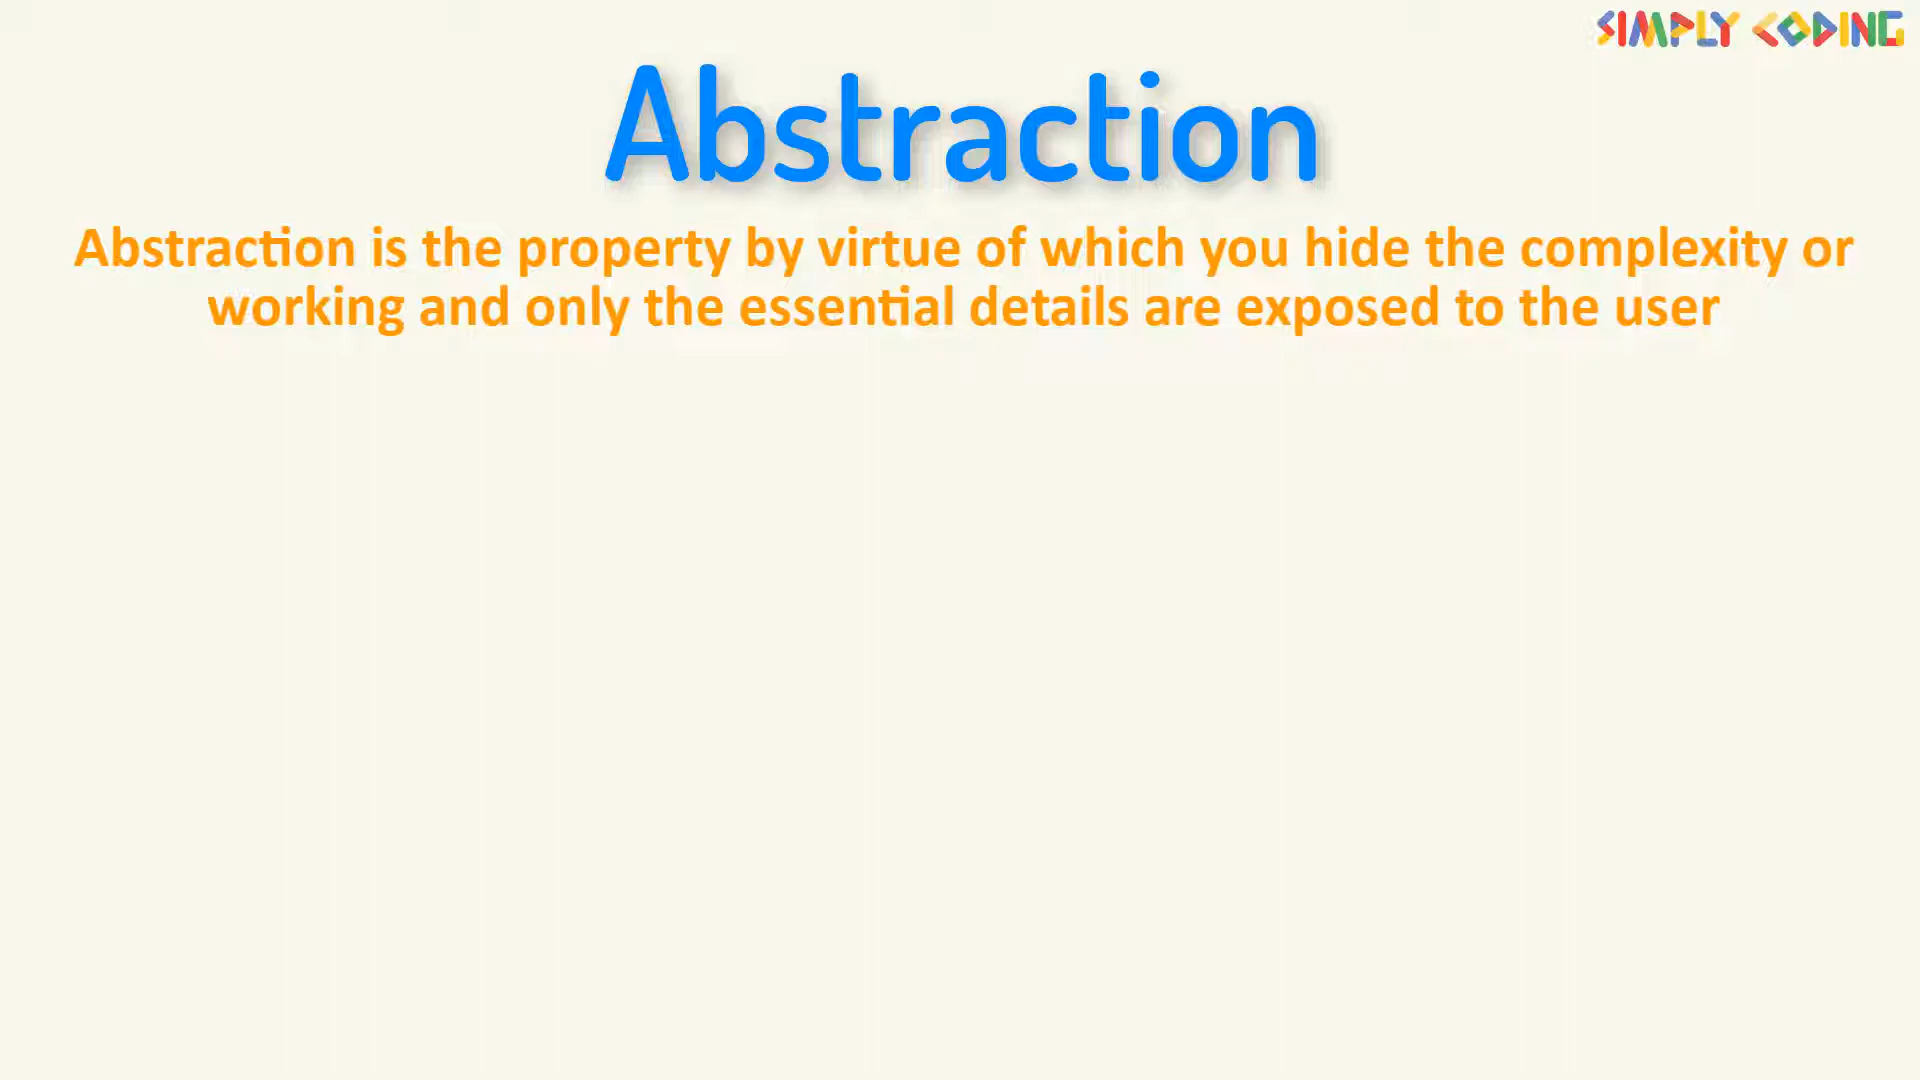 SIMPLY CODING
Abstraction
Abstraction is the property by virtue of which you hide the complexity or
working and only the essential details are exposed to the user